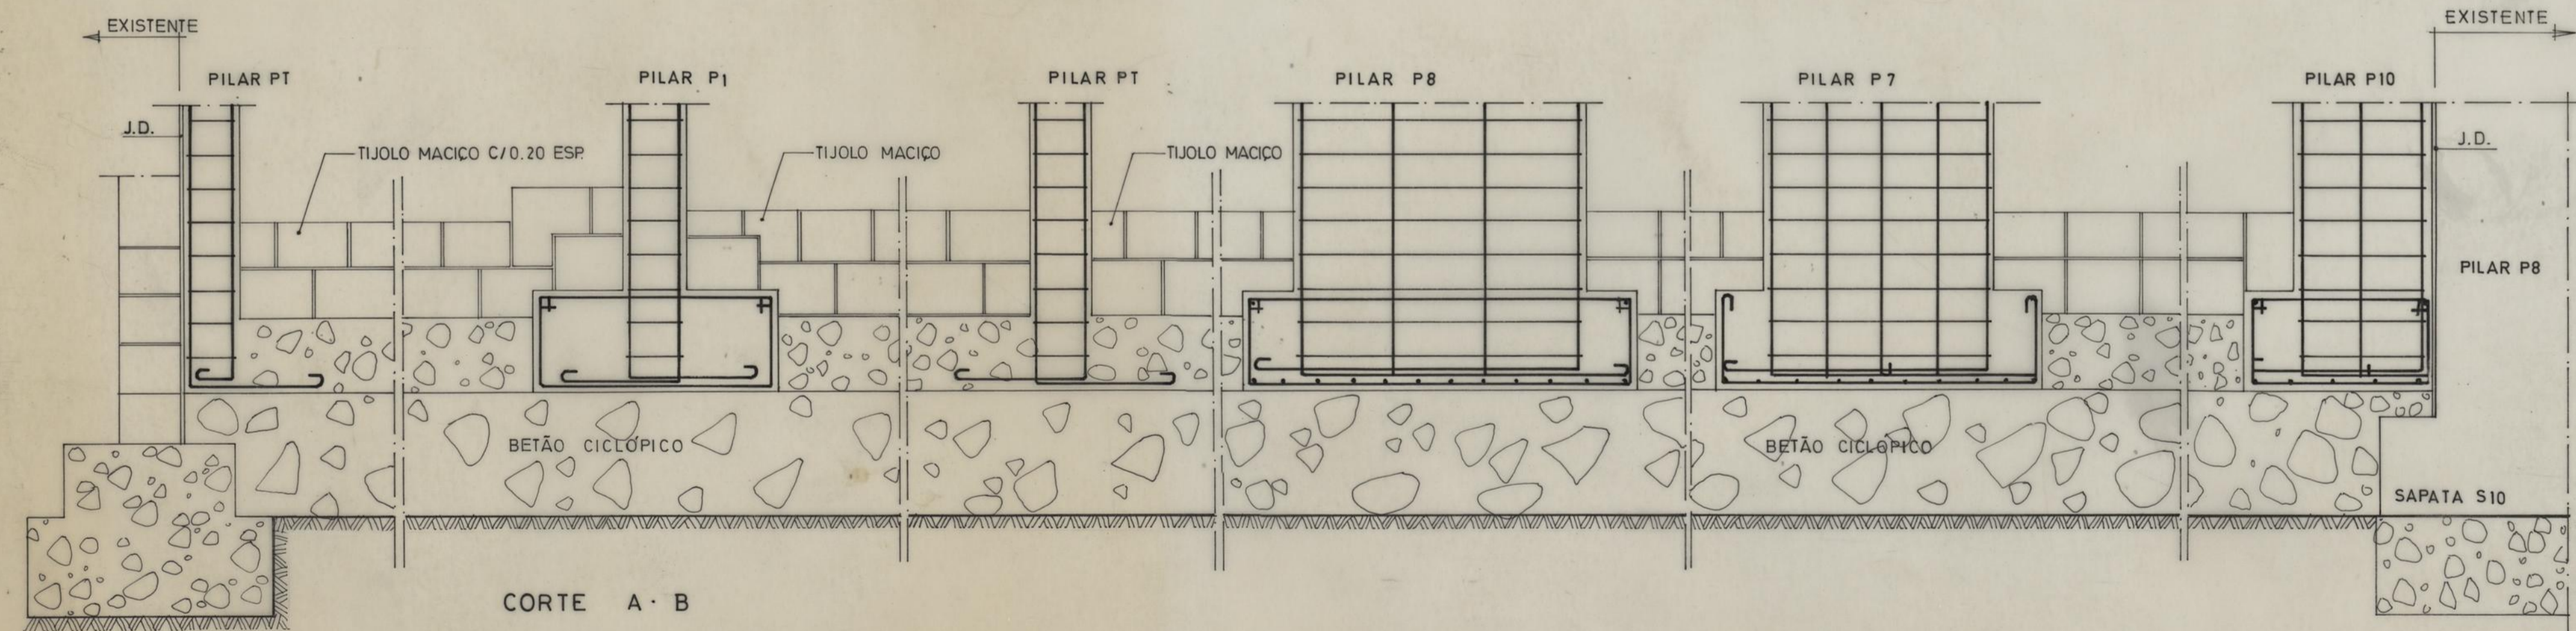 EXISTENTE
EXISTENTE
PILAR PT
PILAR P1
PILAR PT
PILAR P8
PILAR P7
PILAR P10
J.D.
TIJOLO MACIÇO C/0.20 ESP.
TIJOLO MACIÇO
TIJOLO MACIÇO
J.D.
PILAR P8
BETÃO CICLÓPICO
BETÃO CICLÓPICO
SAPATA S10
CORTE A·B